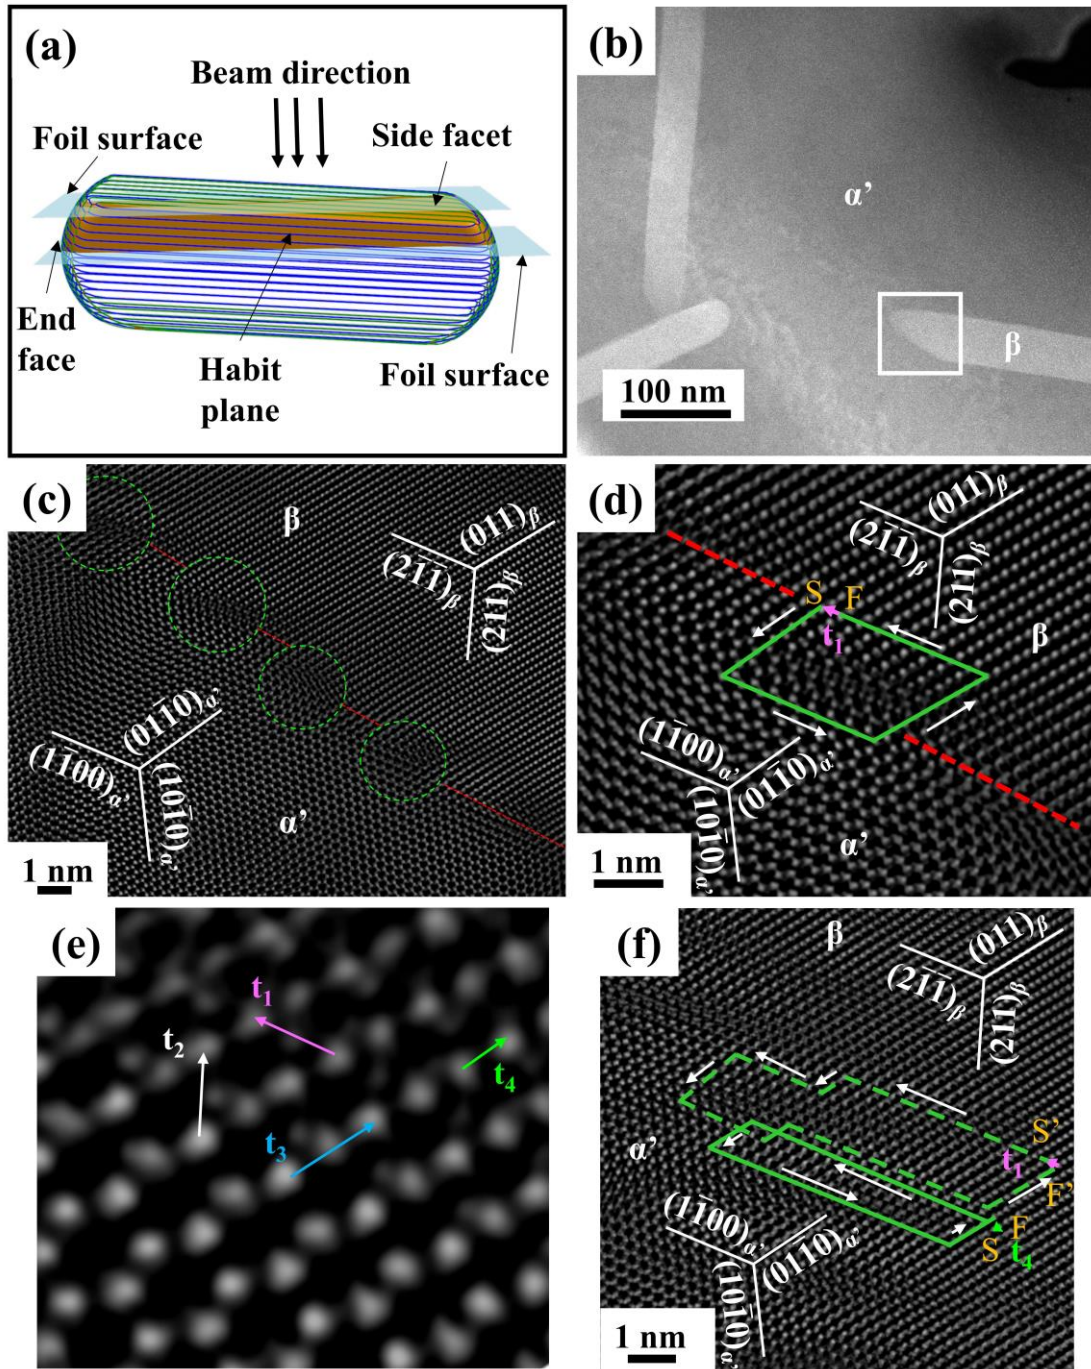 (a)
Beam direction
Foil surface
Side facet
End
face
Habit
plane
Foil surface
(b)
α’
β
100 nm
(c)
β
(011)β
(21̄1̄)β
(211)β
(011̄0)α’
(11̄00)α’
(101̄0)α’
α’
1 nm
(d)
(011)β
(21̄1̄)β
(211)β
β
S F
t1
(11̄00)α’
(011̄0)α’
(101̄0)α’
α’
1 nm
(e)
t1
t2
t3
t4
(f)
β
(011)β
(21̄1̄)β
(211)β
α’
S’
t1
F’
F
S
t4
(11̄00)α’
(011̄0)α’
(101̄0)α’
1 nm